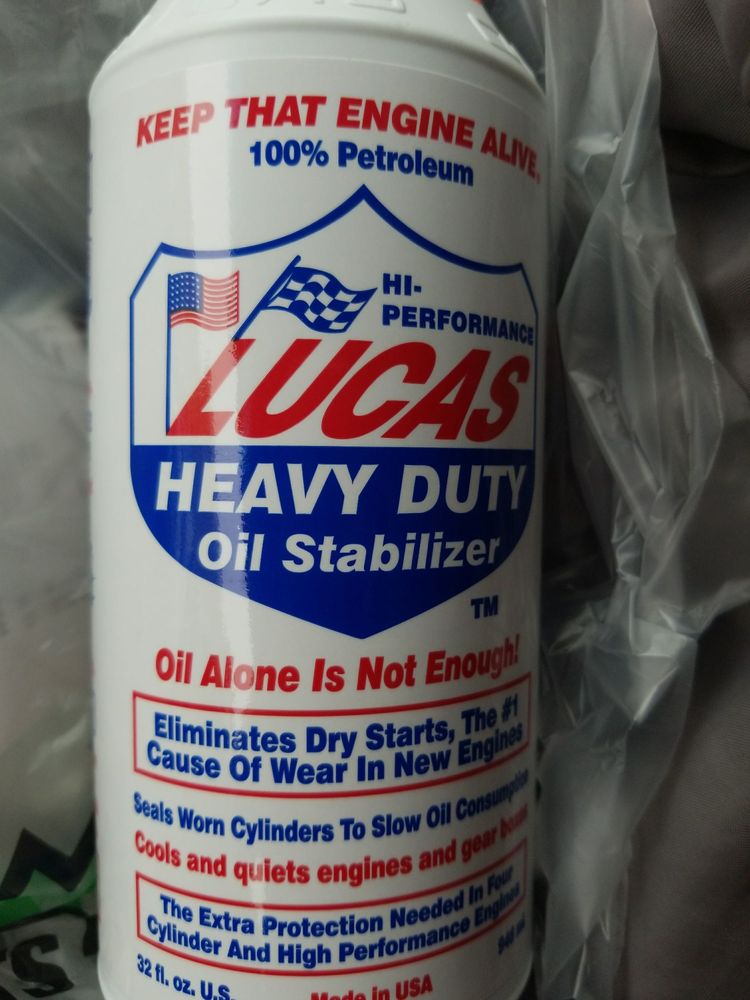 KEEP THAT ENGINE ALIVE.
100% Petroleum
HI-
PERFORMANCE
LUCAS
HEAVY DUTY
Oil Stabilizer
TM
Oil Alone Is Not Enough!
Eliminates Dry Starts, The #1
Cause Of Wear In New Engines
Seals Worn Cylinders To Slow Oil Consumption
Cools and quiets engines and gear boxes
The Extra Protection Needed In Four
Cylinder And High Performance Engines
32 fl. oz. U.S.
946 ml
Made in USA